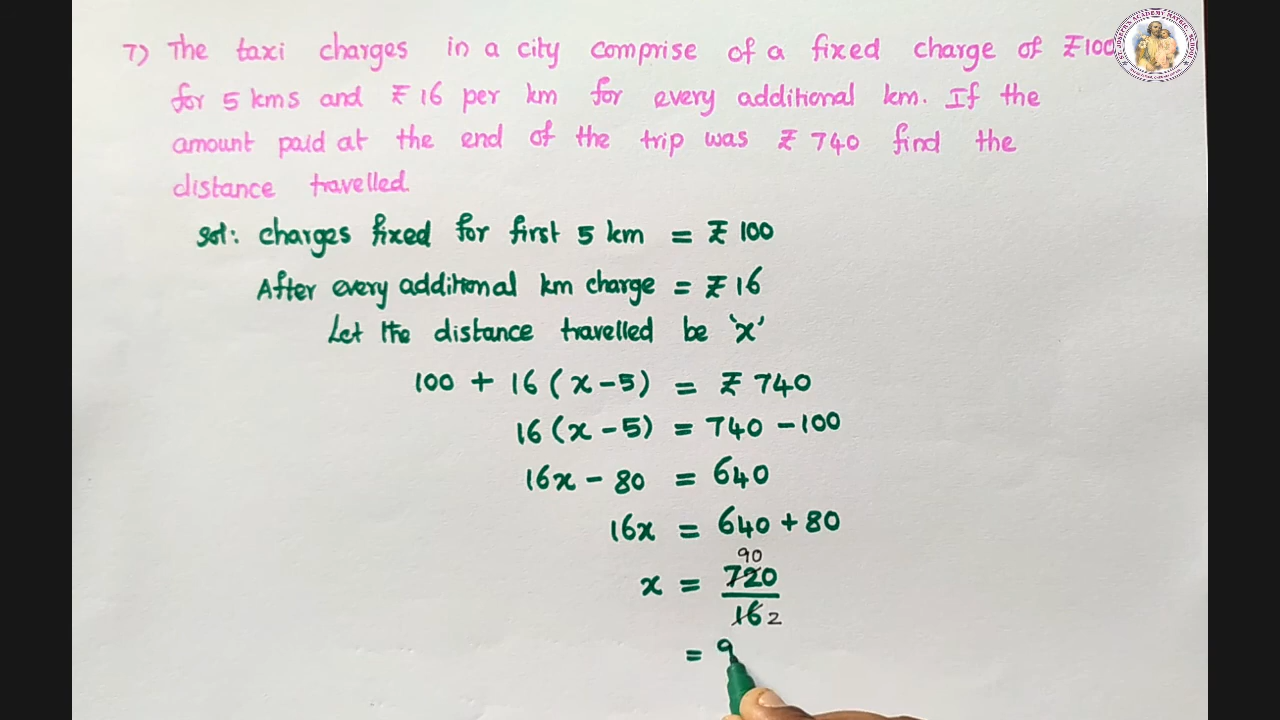 7) The taxi charges in a city comprise of a fixed charge of ₹100
for 5 kms and ₹16 per km for every additional km. If the
amount paid at the end of the trip was ₹ 740 find the
distance travelled.
Sol: charges fixed for first 5 km = ₹ 100
After every additional km charge = ₹ 16
Let the distance travelled be 'x'
100 + 16 (x - 5) = ₹ 740
16 (x - 5) = 740 - 100
16x - 80 = 640
16x = 640 + 80
90
x = 720
16 2
= 9